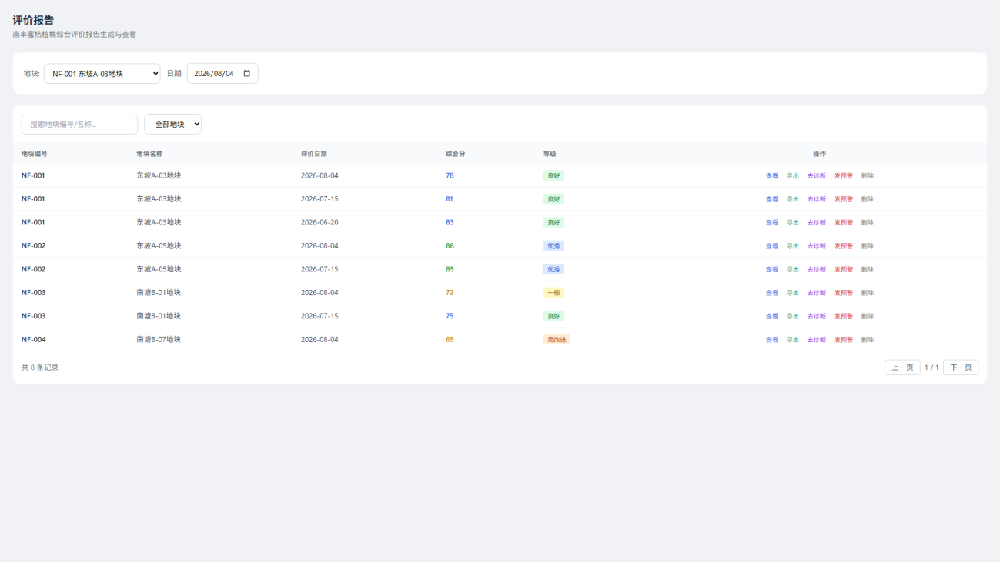 评价报告
南丰蜜桔植株综合评价报告生成与查看
地块: NF-001 东坡A-03地块 日期: 2026/08/04
搜索地块编号/名称... 全部地块
地块编号 地块名称 评价日期 综合分 等级 操作
NF-001 东坡A-03地块 2026-08-04 78 良好 查看 导出 去诊断 发预警 删除
NF-001 东坡A-03地块 2026-07-15 81 良好 查看 导出 去诊断 发预警 删除
NF-001 东坡A-03地块 2026-06-20 83 良好 查看 导出 去诊断 发预警 删除
NF-002 东坡A-05地块 2026-08-04 86 优秀 查看 导出 去诊断 发预警 删除
NF-002 东坡A-05地块 2026-07-15 85 优秀 查看 导出 去诊断 发预警 删除
NF-003 南塘B-01地块 2026-08-04 72 一般 查看 导出 去诊断 发预警 删除
NF-003 南塘B-01地块 2026-07-15 75 良好 查看 导出 去诊断 发预警 删除
NF-004 南塘B-07地块 2026-08-04 65 需改进 查看 导出 去诊断 发预警 删除
共 8 条记录 上一页 1 / 1 下一页